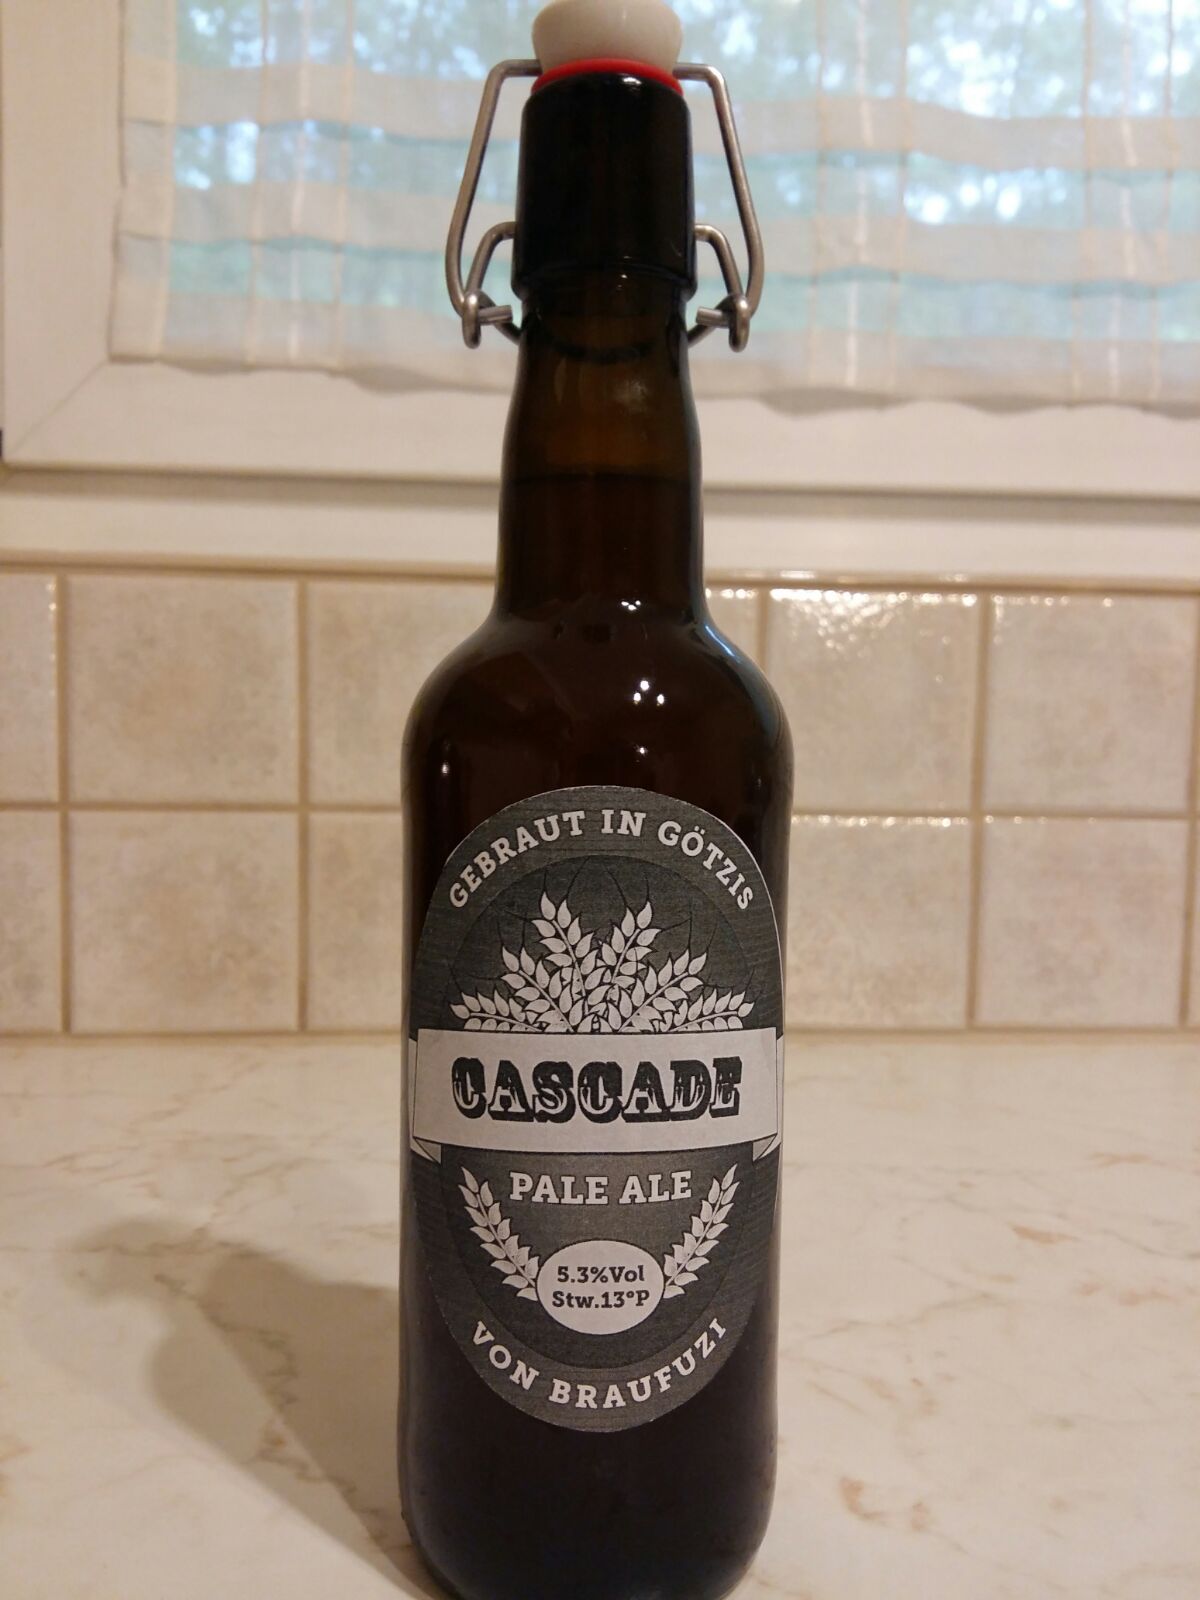 GEBRAUT IN GÖTZIS
CASCADE
PALE ALE
5.3%Vol
Stw.13°P
VON BRAUFUZI